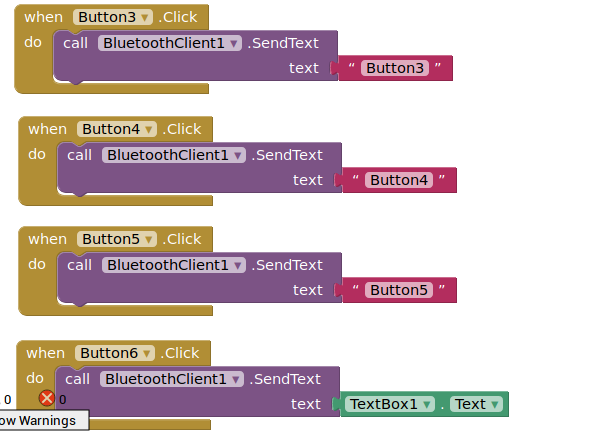 when Button3 .Click
do call BluetoothClient1 .SendText
text “ Button3 ”
when Button4 .Click
do call BluetoothClient1 .SendText
text “ Button4 ”
when Button5 .Click
do call BluetoothClient1 .SendText
text “ Button5 ”
when Button6 .Click
do call BluetoothClient1 .SendText
0 0 text TextBox1 . Text
ow Warnings